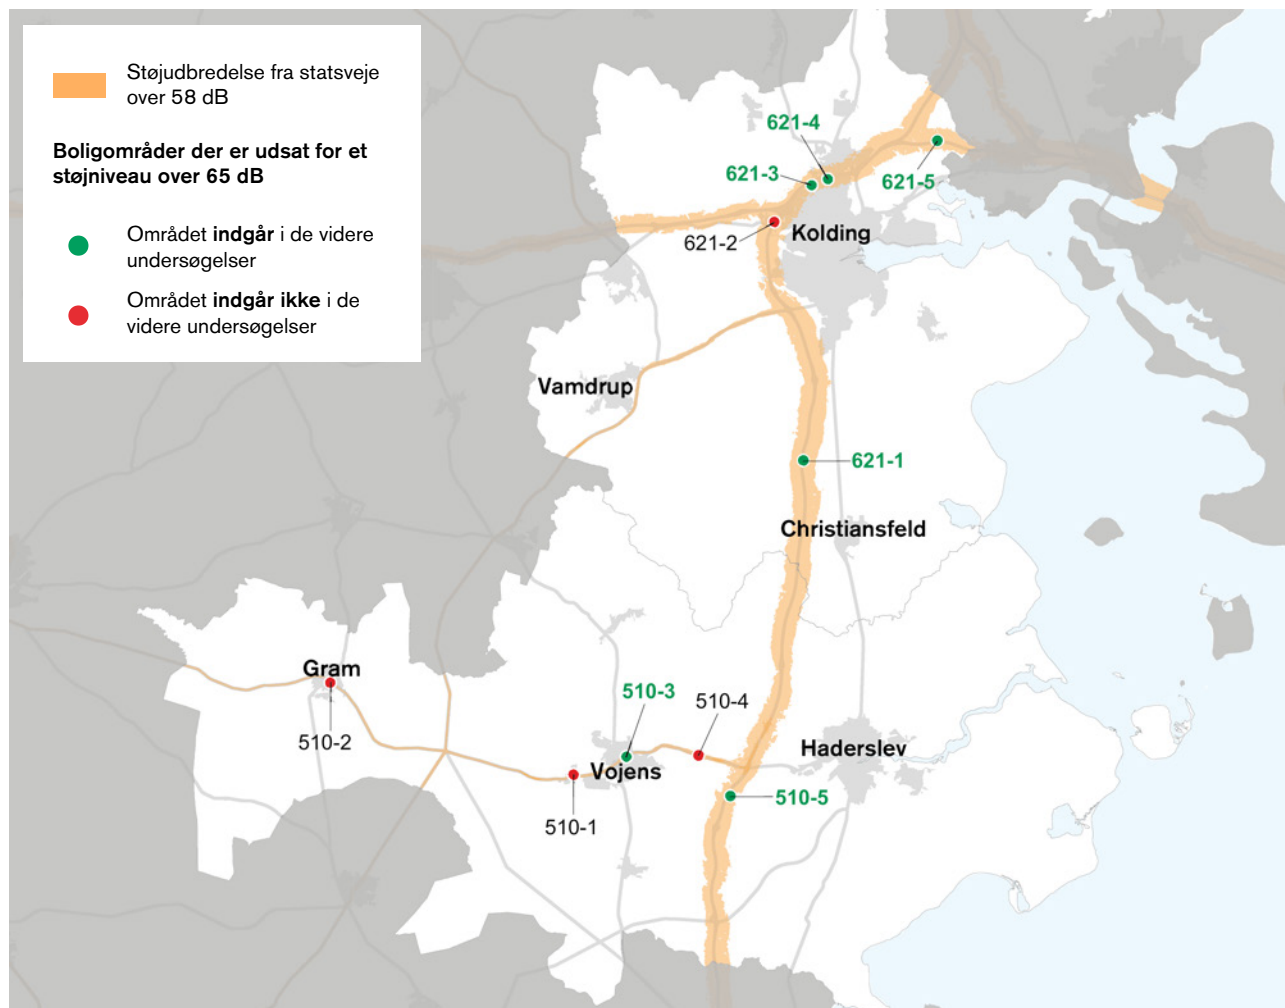 Støjudbredelse fra statsveje
over 58 dB
Boligområder der er udsat for et
støjniveau over 65 dB
Området indgår i de videre
undersøgelser
Området indgår ikke i de
videre undersøgelser
621-4
621-3
621-5
621-2
Kolding
Vamdrup
621-1
Christiansfeld
Gram
510-3
510-4
510-2
Haderslev
Vojens
510-5
510-1